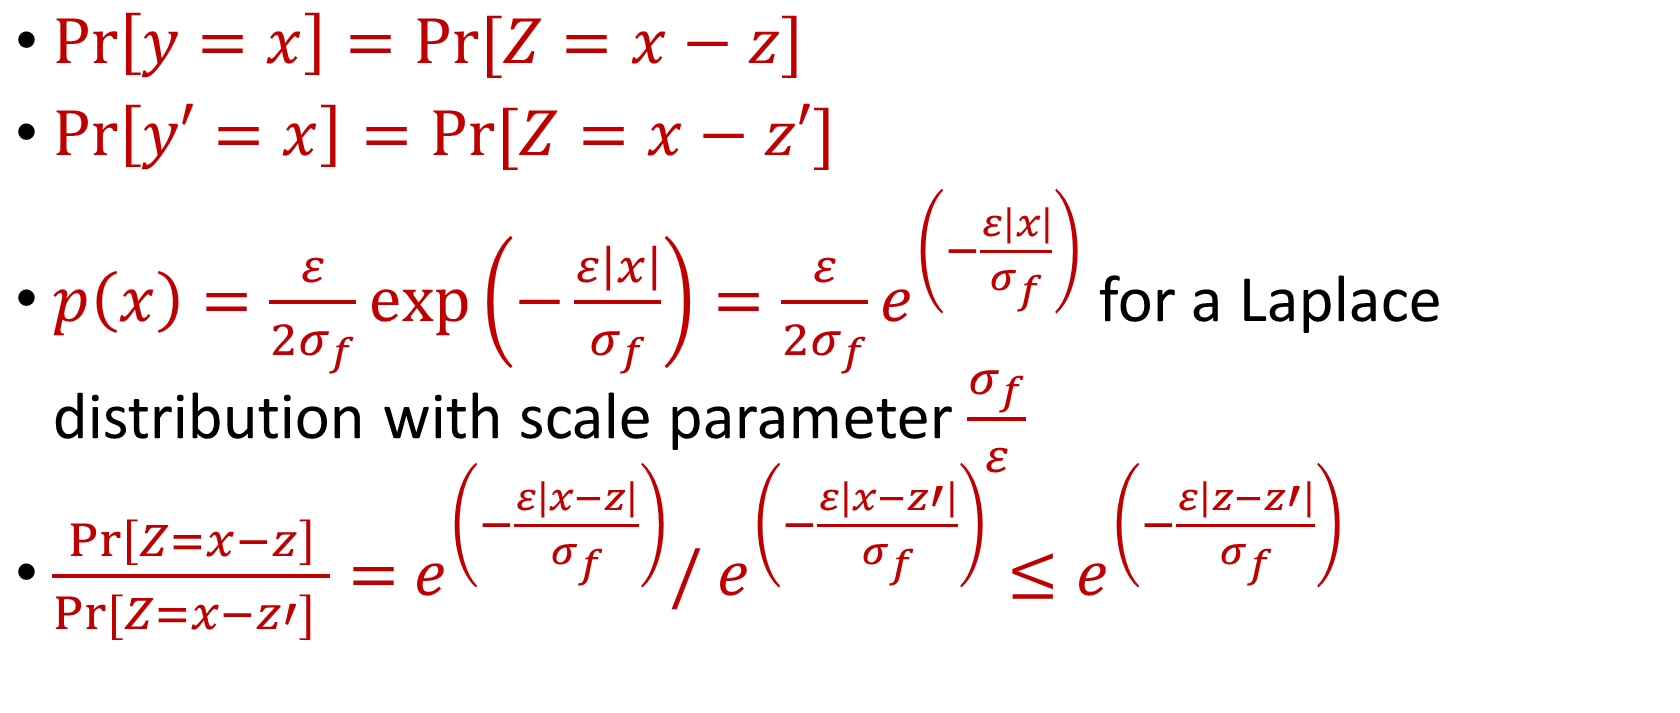 • Pr[y = x] = Pr[Z = x − z]
• Pr[y′ = x] = Pr[Z = x − z′]
• p(x) = ε/(2σ_f) exp(−ε|x|/σ_f) = ε/(2σ_f) e^(−ε|x|/σ_f) for a Laplace
distribution with scale parameter σ_f/ε
• Pr[Z=x−z]/Pr[Z=x−z′] = e^(−ε|x−z|/σ_f) / e^(−ε|x−z′|/σ_f) ≤ e^(−ε|z−z′|/σ_f)